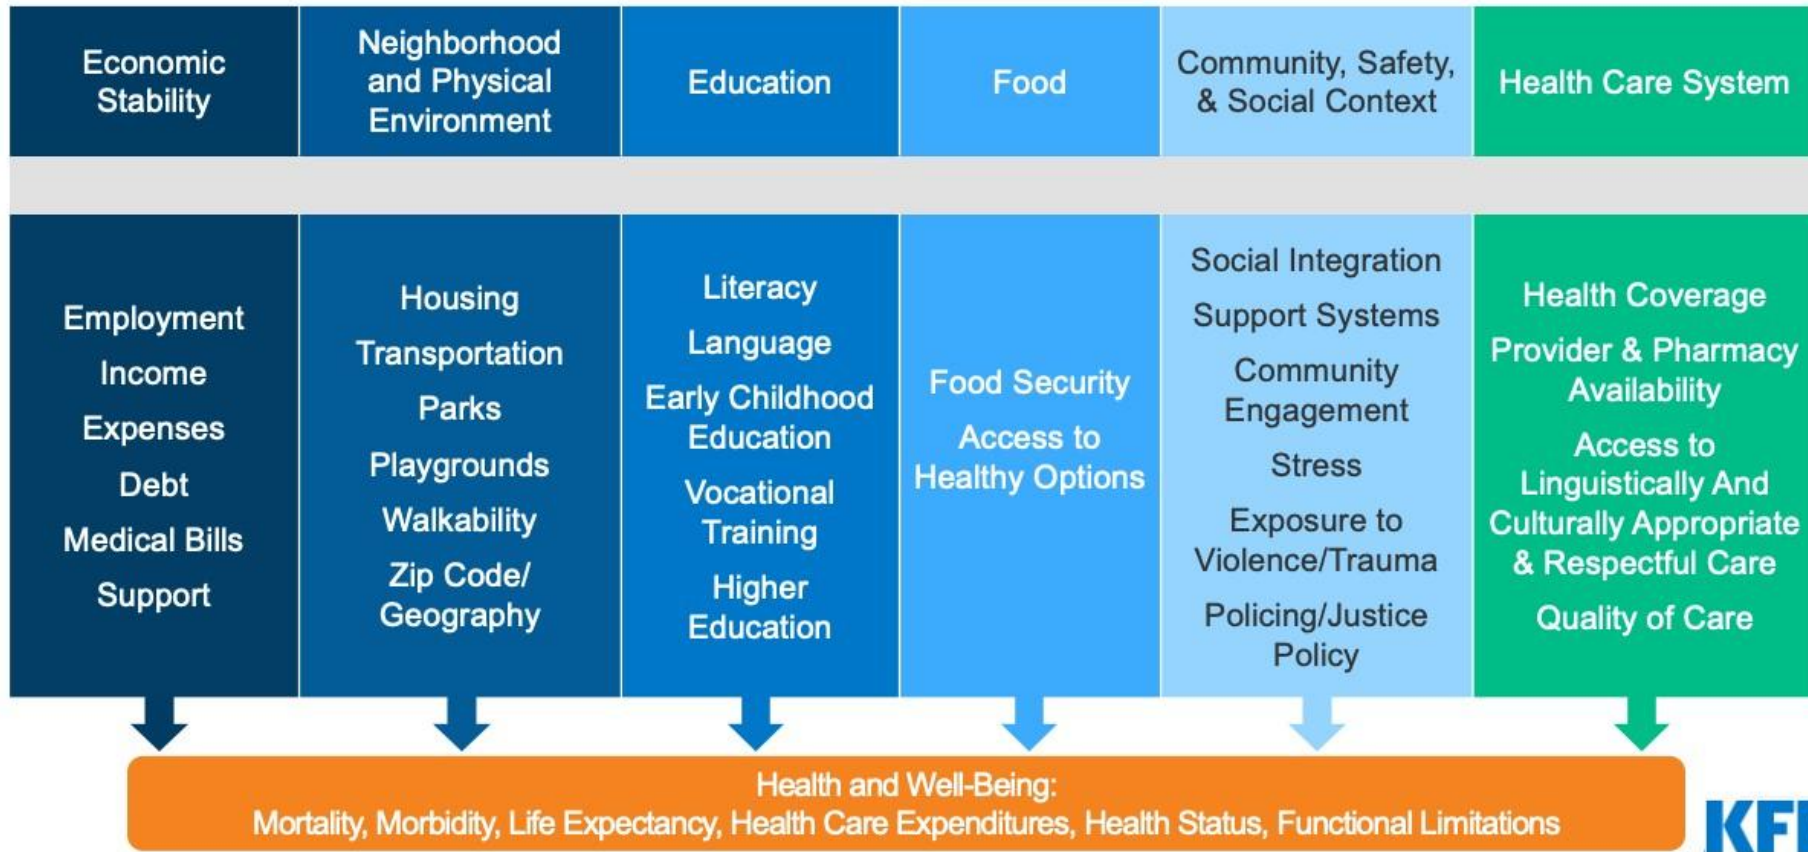 Economic
Stability
Neighborhood
and Physical
Environment
Education
Food
Community, Safety,
& Social Context
Health Care System
Employment
Income
Expenses
Debt
Medical Bills
Support
Housing
Transportation
Parks
Playgrounds
Walkability
Zip Code/
Geography
Literacy
Language
Early Childhood
Education
Vocational
Training
Higher
Education
Food Security
Access to
Healthy Options
Social Integration
Support Systems
Community
Engagement
Stress
Exposure to
Violence/Trauma
Policing/Justice
Policy
Health Coverage
Provider & Pharmacy
Availability
Access to
Linguistically And
Culturally Appropriate
& Respectful Care
Quality of Care
Health and Well-Being:
Mortality, Morbidity, Life Expectancy, Health Care Expenditures, Health Status, Functional Limitations